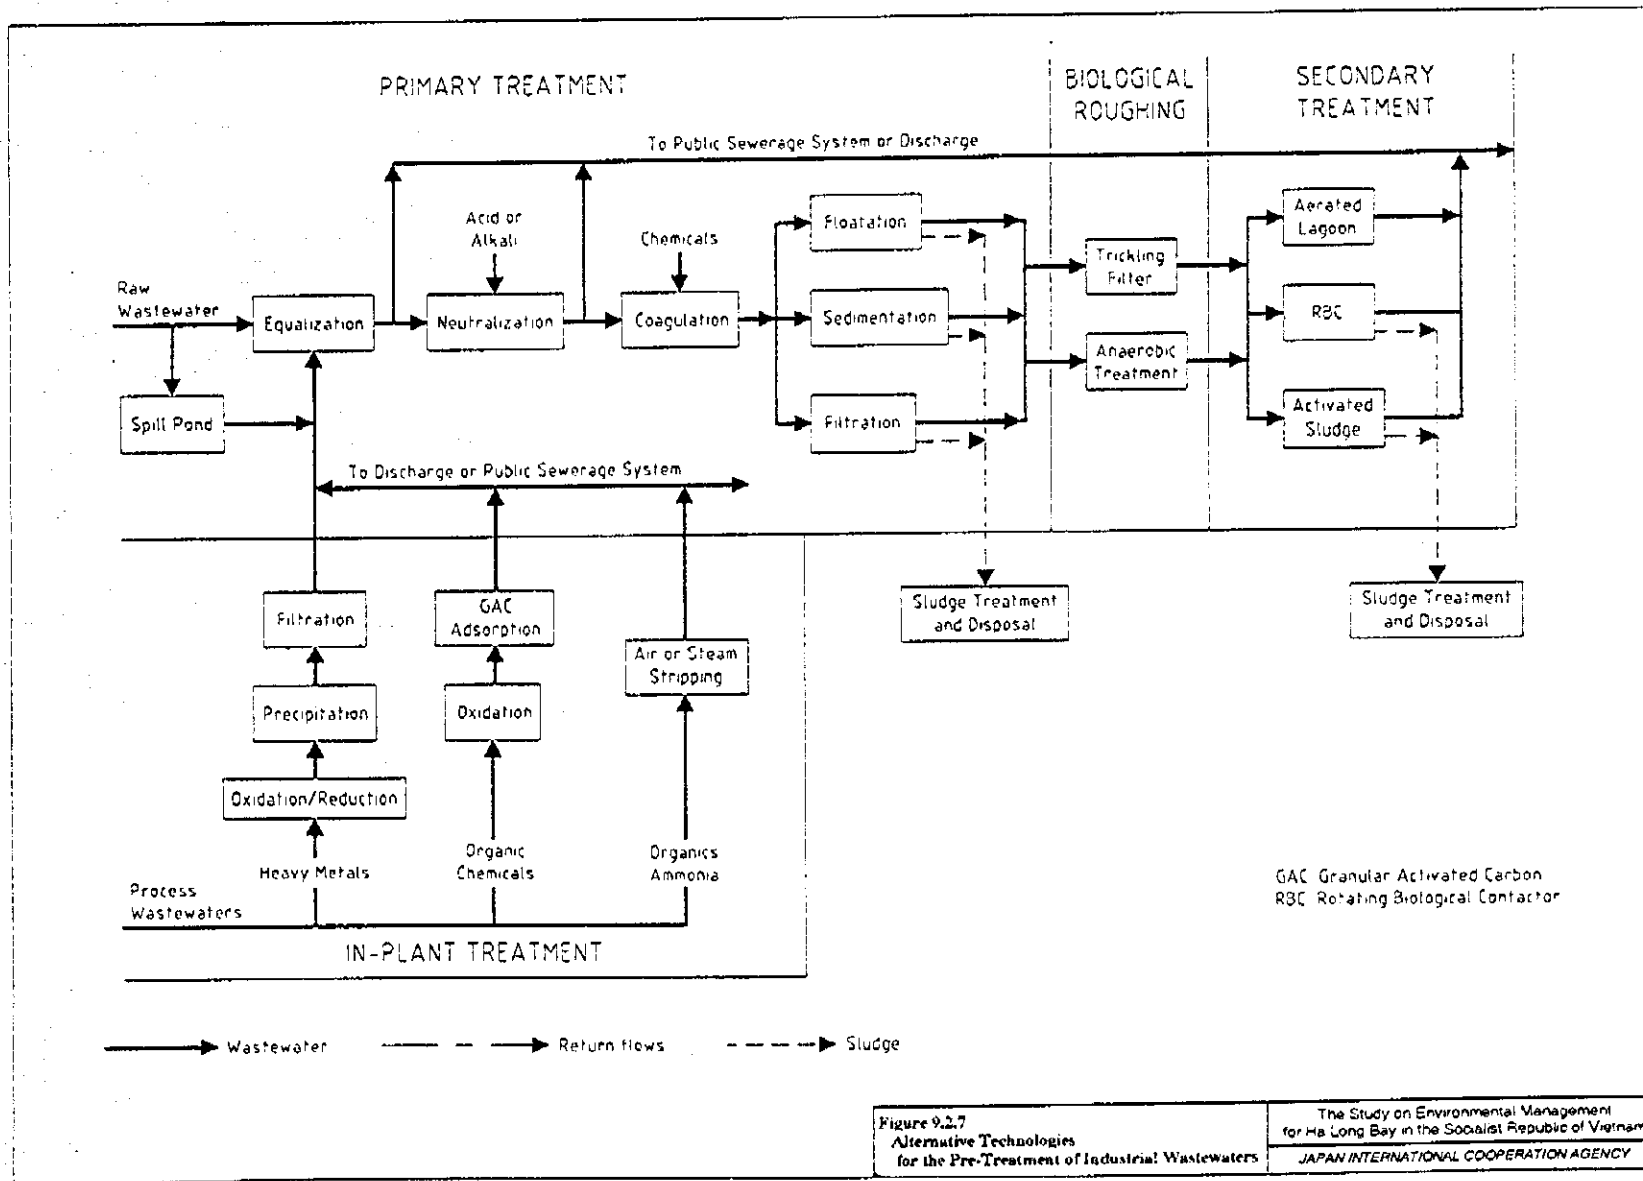 PRIMARY TREATMENT
BIOLOGICAL
ROUGHING
SECONDARY
TREATMENT
To Public Sewerage System or Discharge
Acid or
Alkali
Chemicals
Floatation
Aerated
Lagoon
Trickling
Filter
Raw
Wastewater
Equalization
Neutralization
Coagulation
Sedimentation
RBC
Anaerobic
Treatment
Spill Pond
Filtration
Activated
Sludge
To Discharge or Public Sewerage System
Filtration
GAC
Adsorption
Sludge Treatment
and Disposal
Sludge Treatment
and Disposal
Air or Steam
Stripping
Precipitation
Oxidation
Oxidation/Reduction
Heavy Metals
Organic
Chemicals
Organics
Ammonia
Process
Wastewaters
GAC Granular Activated Carbon
RBC Rotating Biological Contactor
IN-PLANT TREATMENT
Wastewater
Return flows
Sludge
Figure 9.2.7
Alternative Technologies
for the Pre-Treatment of Industrial Wastewaters
The Study on Environmental Management
for Ha Long Bay in the Socialist Republic of Vietnam
JAPAN INTERNATIONAL COOPERATION AGENCY